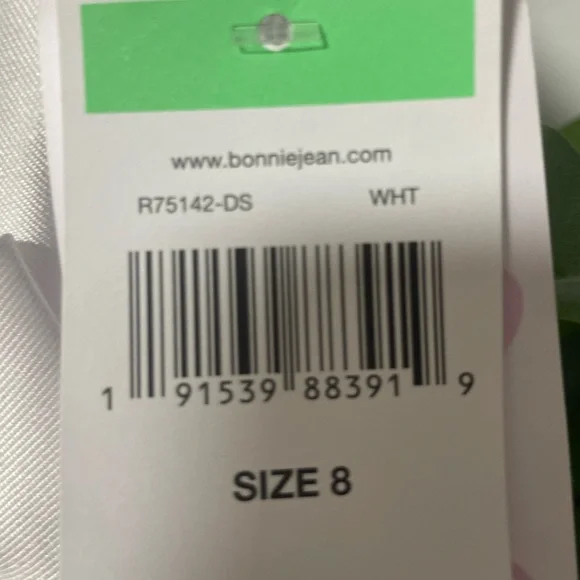 www.bonniejean.com
R75142-DS WHT
1 91539 88391 9
SIZE 8